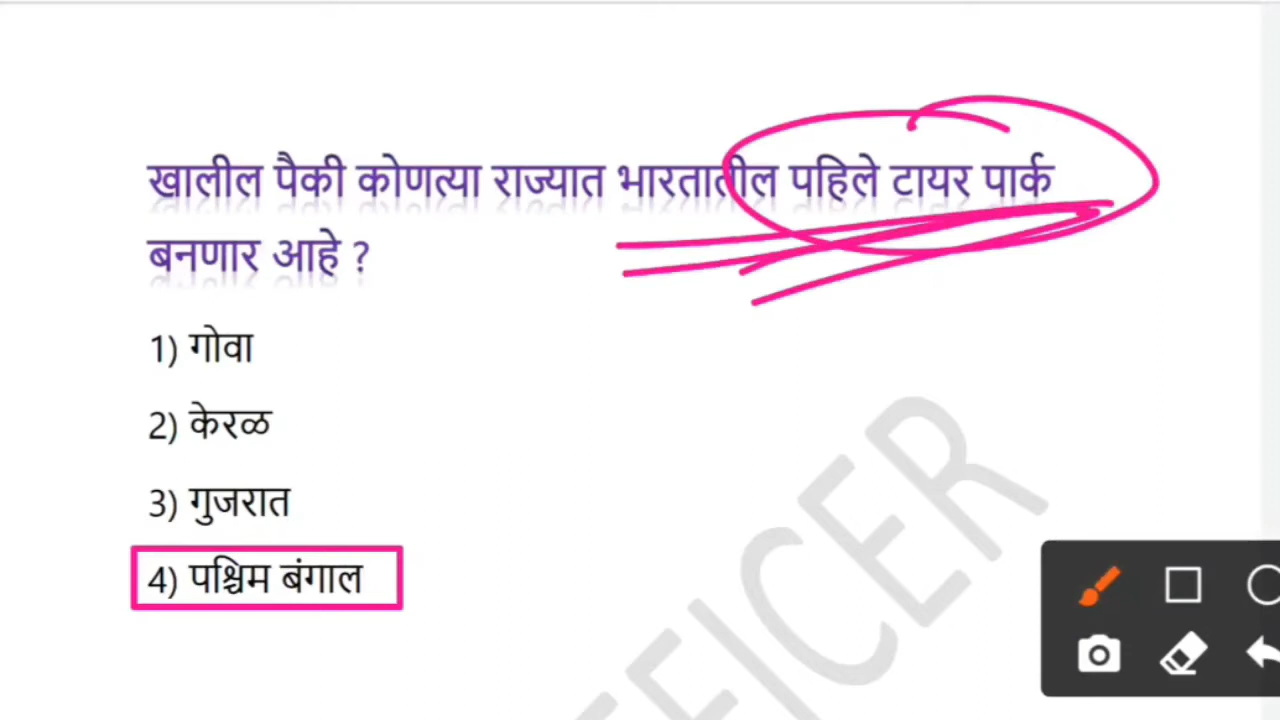 खालील पैकी कोणत्या राज्यात भारतातील पहिले टायर पार्क
बनणार आहे ?
1) गोवा
2) केरळ
3) गुजरात
4) पश्चिम बंगाल